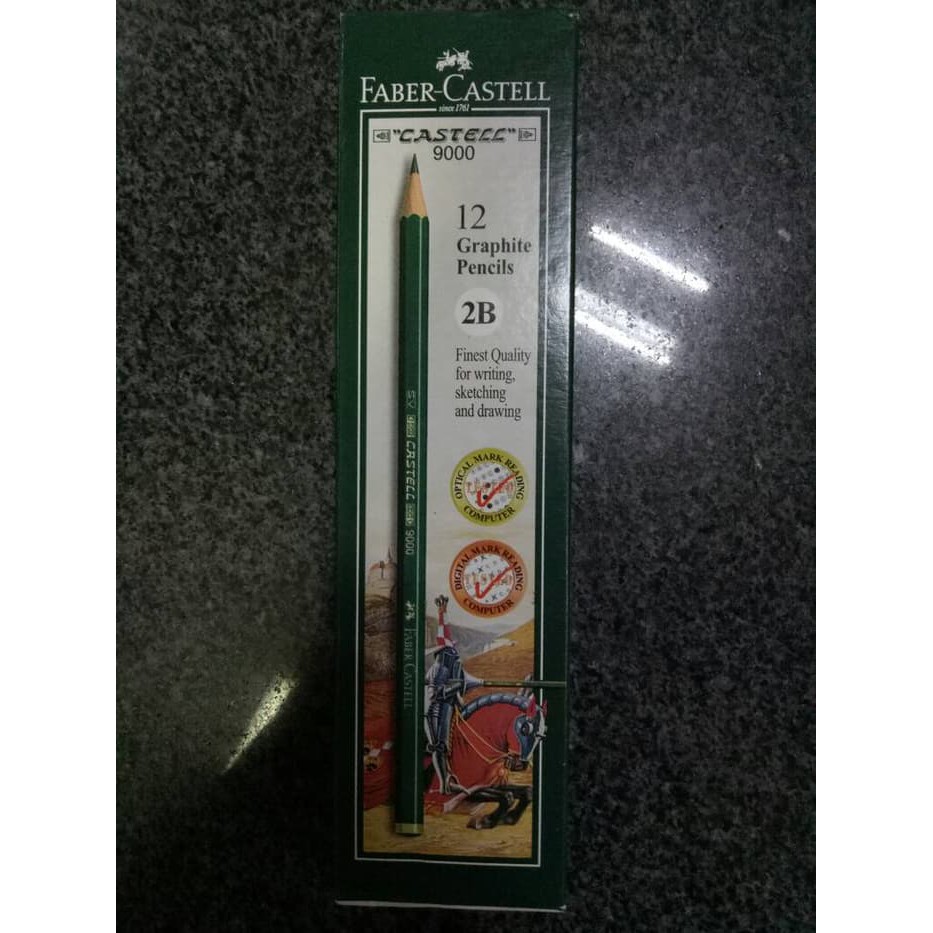 FABER-CASTELL
since 1761
"CASTELL"
9000
12
Graphite
Pencils
2B
Finest Quality
for writing,
sketching
and drawing
OPTICAL MARK READING
COMPUTER
DIGITAL MARK READING
COMPUTER
CASTELL 9000
FABER CASTELL